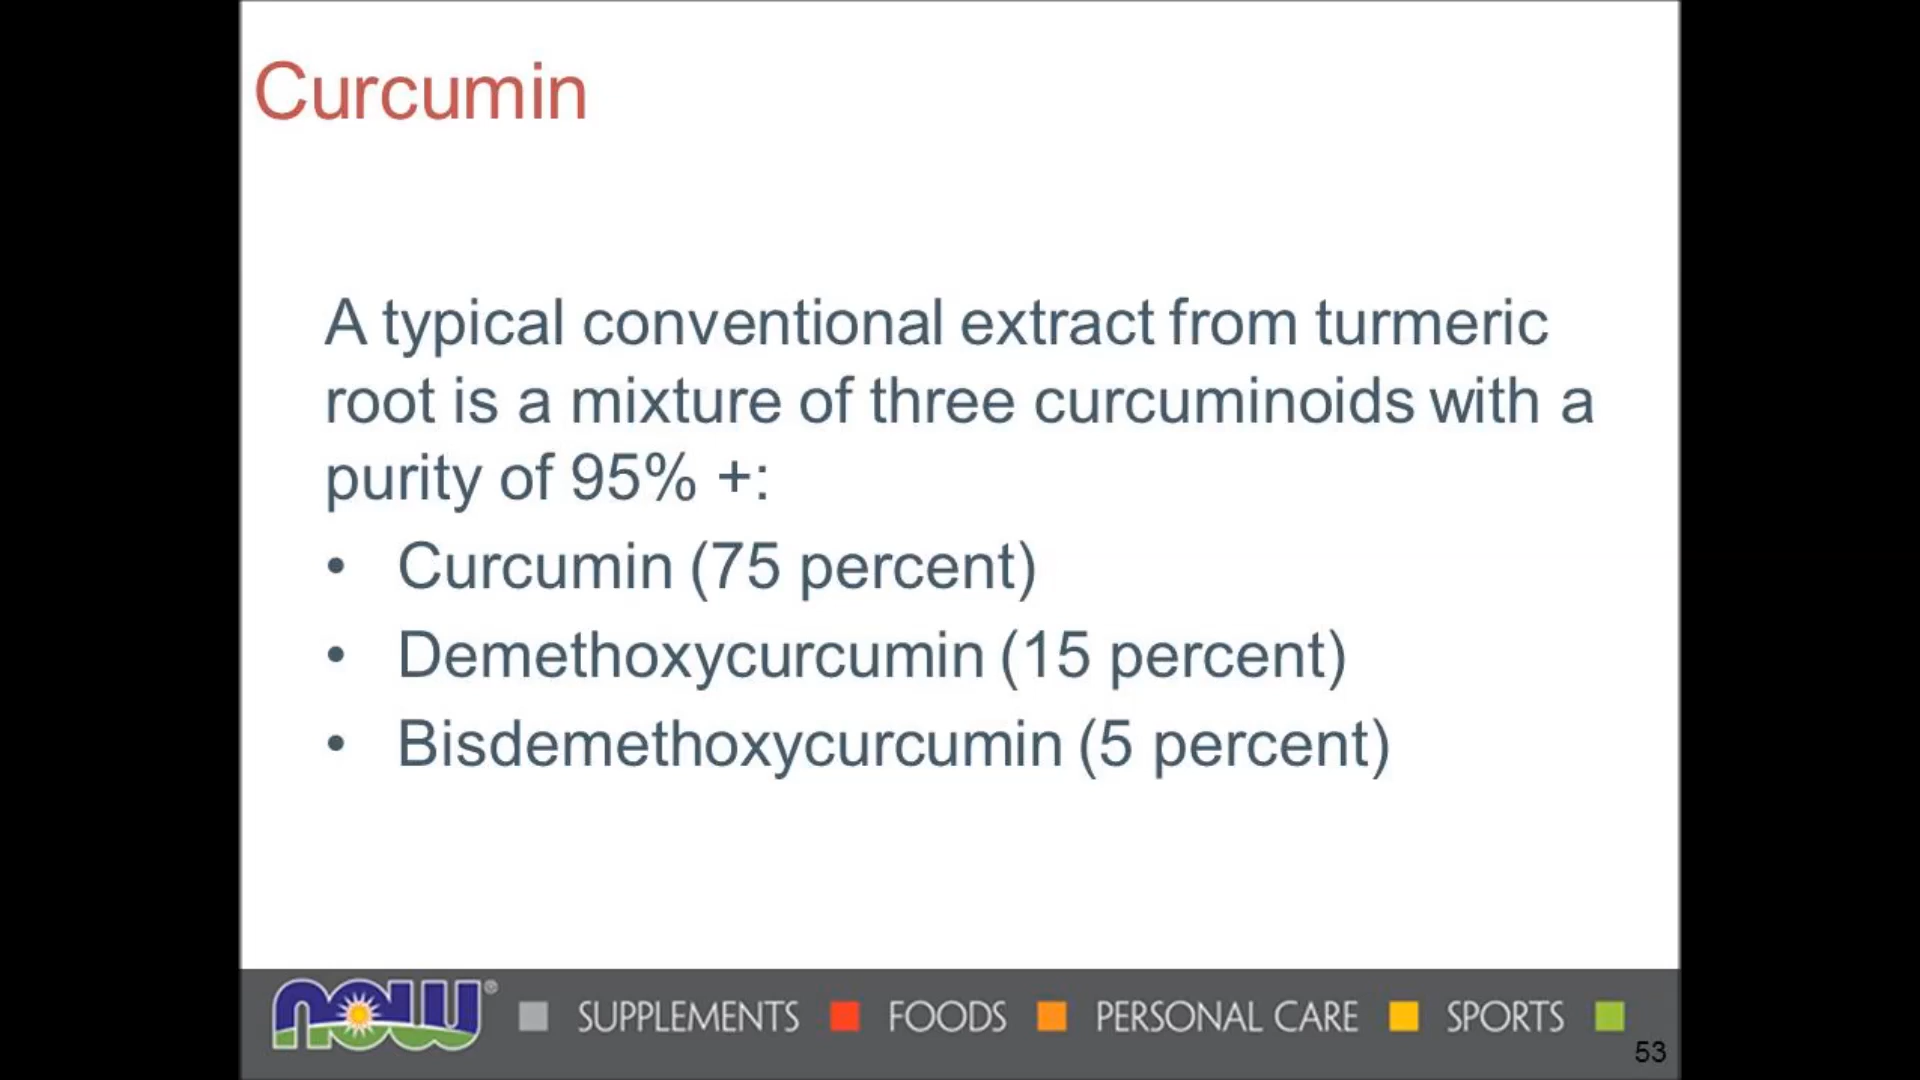 Curcumin
A typical conventional extract from turmeric
root is a mixture of three curcuminoids with a
purity of 95% +:
• Curcumin (75 percent)
• Demethoxycurcumin (15 percent)
• Bisdemethoxycurcumin (5 percent)
now® SUPPLEMENTS FOODS PERSONAL CARE SPORTS
53